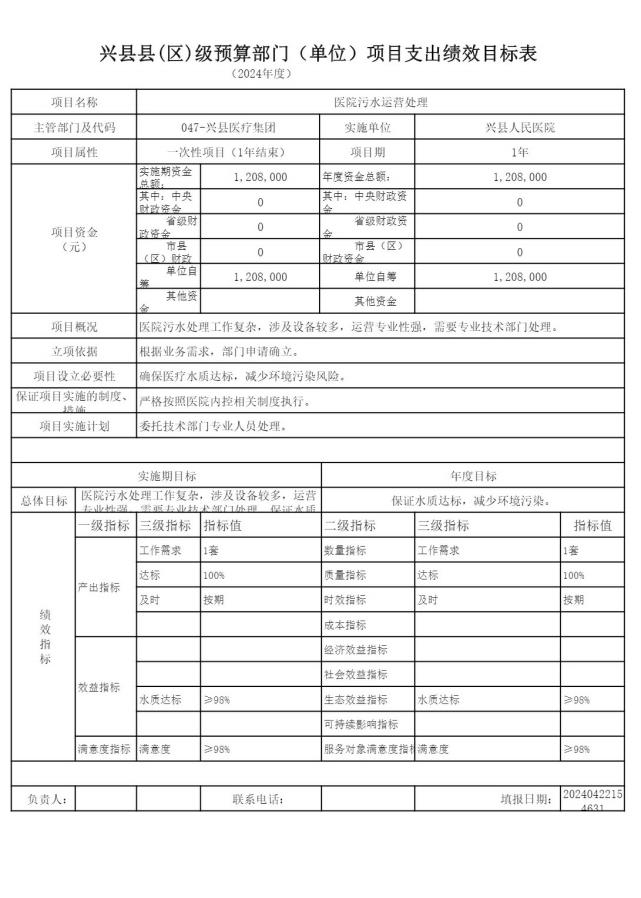 兴县县(区)级预算部门（单位）项目支出绩效目标表
（2024年度）
项目名称 医院污水运营处理
主管部门及代码 047-兴县医疗集团 实施单位 兴县人民医院
项目属性 一次性项目（1年结束） 项目期 1年
项目资金（元） 实施期资金总额: 1,208,000 年度资金总额: 1,208,000
其中：中央财政资金 0 其中：中央财政资金 0
省级财政资金 0 省级财政资金 0
市县（区）财政 0 市县（区）财政资金 0
单位自筹 1,208,000 单位自筹 1,208,000
其他资金 其他资金
项目概况 医院污水处理工作复杂，涉及设备较多，运营专业性强，需要专业技术部门处理。
立项依据 根据业务需求，部门申请确立。
项目设立必要性 确保医疗水质达标，减少环境污染风险。
保证项目实施的制度、措施 严格按照医院内控相关制度执行。
项目实施计划 委托技术部门专业人员处理。
实施期目标 年度目标
总体目标 医院污水处理工作复杂，涉及设备较多，运营专业性强，需要专业技术部门处理，保证水质 保证水质达标，减少环境污染。
绩效指标 一级指标 三级指标 指标值 二级指标 三级指标 指标值
产出指标 工作需求 1套 数量指标 工作需求 1套
达标 100% 质量指标 达标 100%
及时 按期 时效指标 及时 按期
成本指标
效益指标 经济效益指标
社会效益指标
水质达标 ≥98% 生态效益指标 水质达标 ≥98%
可持续影响指标
满意度指标 满意度 ≥98% 服务对象满意度指标 满意度 ≥98%
负责人: 联系电话: 填报日期: 20240422154631